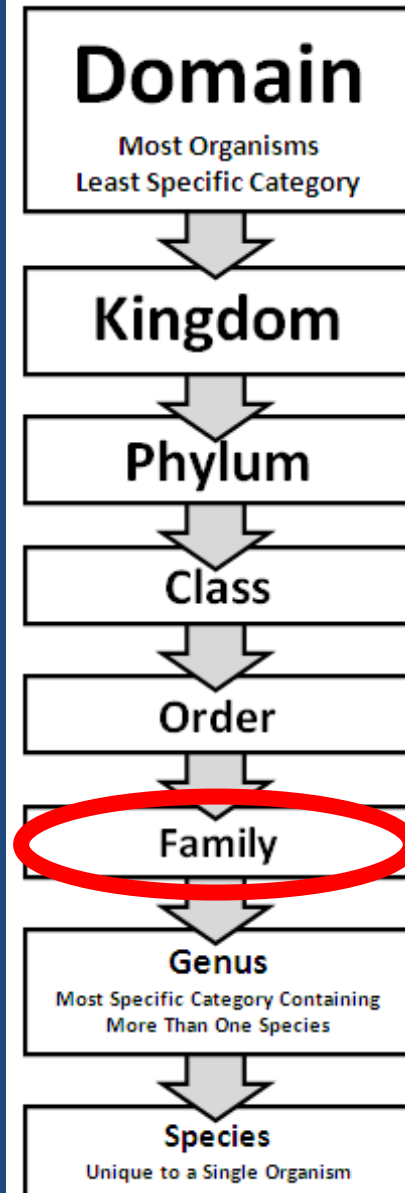 Domain
Most Organisms
Least Specific Category
Kingdom
Phylum
Class
Order
Family
Genus
Most Specific Category Containing
More Than One Species
Species
Unique to a Single Organism